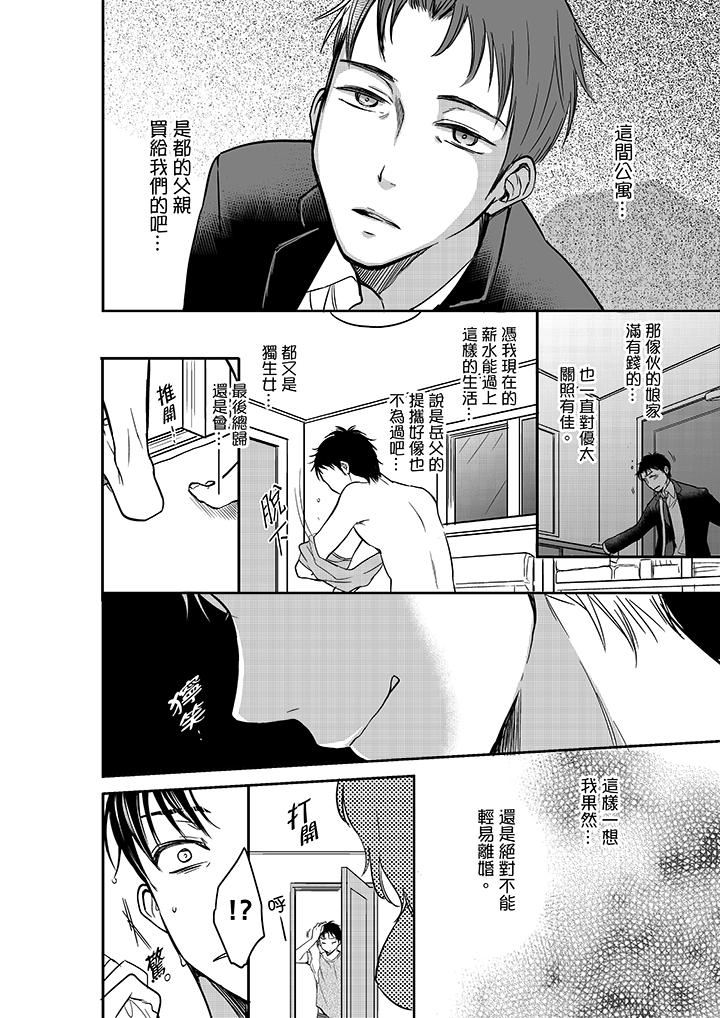 這間公寓…
是都的父親
買給我們的吧…
那傢伙的娘家
滿有錢的…
也一直對優太
關照有佳。
憑我現在的
薪水能過上
這樣的生活…
說是岳父的
提攜好像也
不為過吧…
脫下
都又是
獨生女…
最後總歸
還是會…
推開…
獰笑…
這樣一想
我果然…
還是絕對不能
輕易離婚。
打開
呼—
!?
驚。